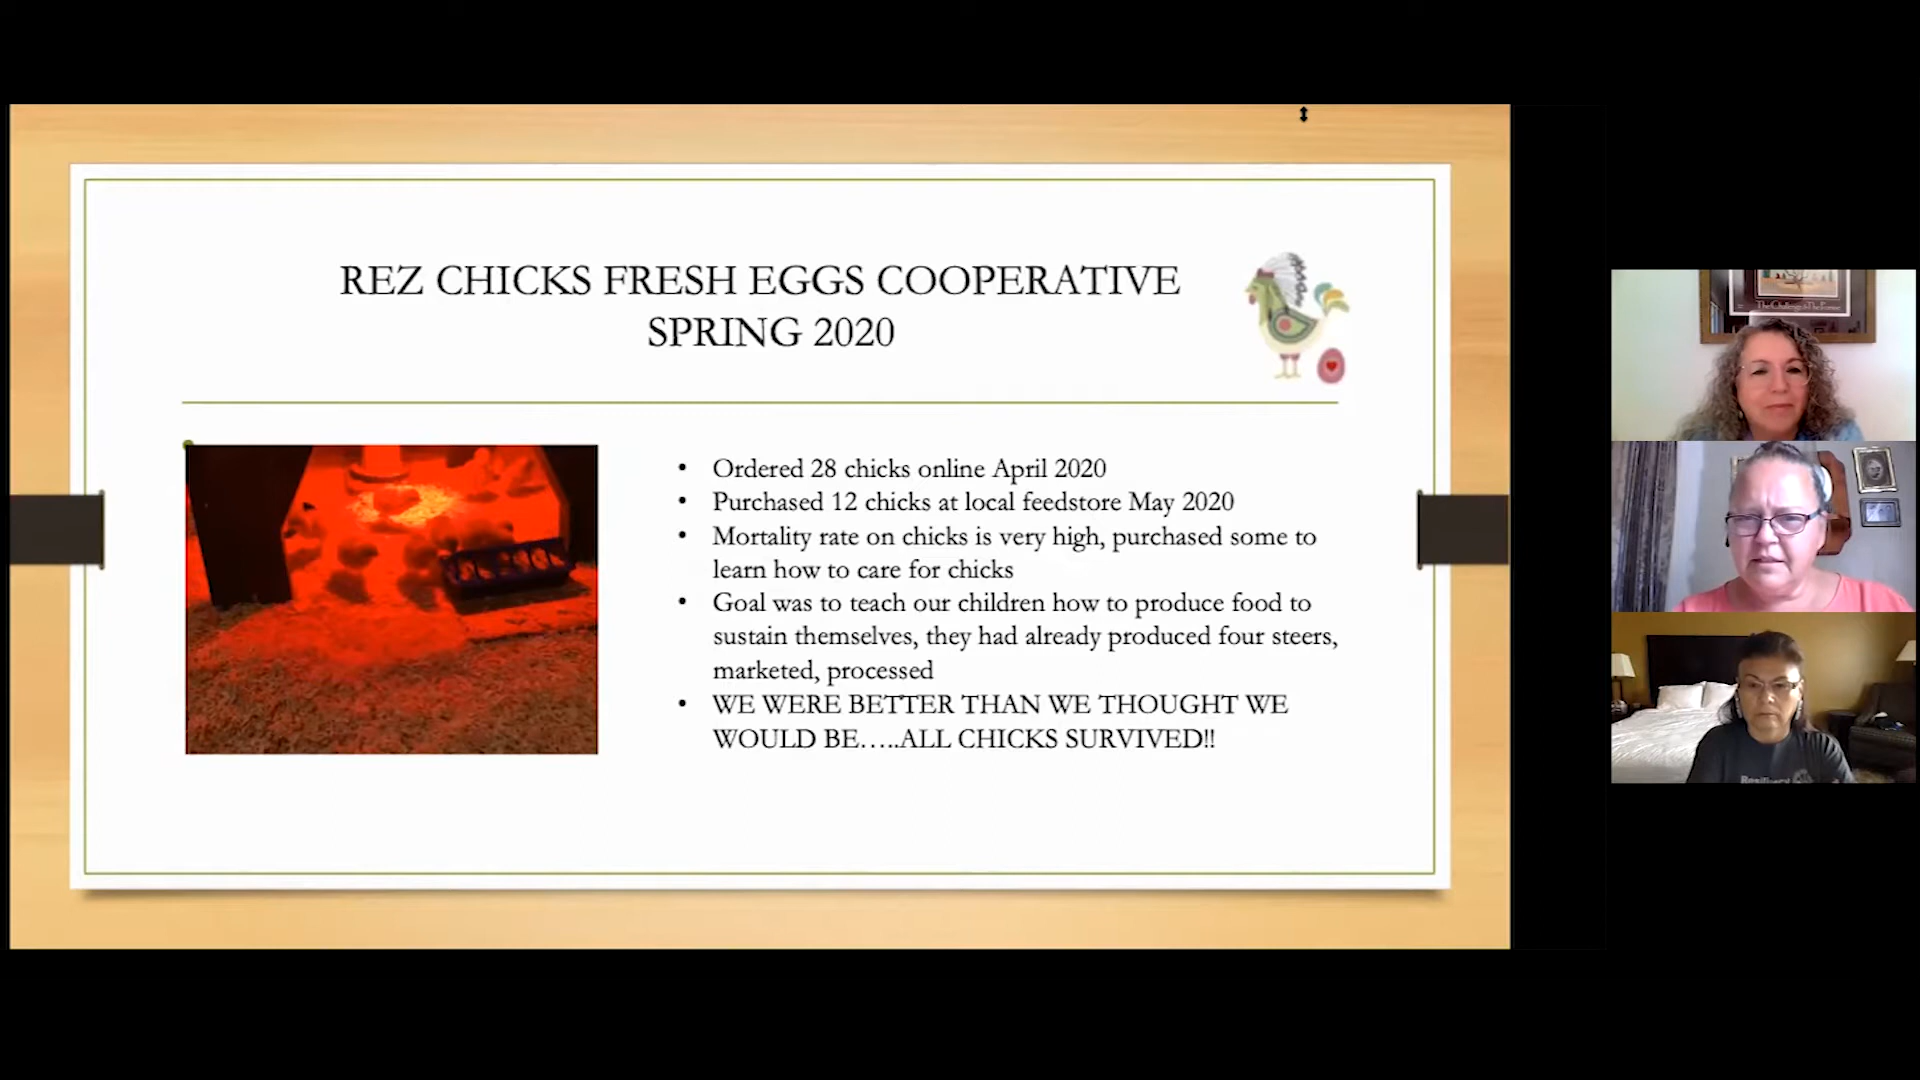 REZ CHICKS FRESH EGGS COOPERATIVE
SPRING 2020
• Ordered 28 chicks online April 2020
• Purchased 12 chicks at local feedstore May 2020
• Mortality rate on chicks is very high, purchased some to
learn how to care for chicks
• Goal was to teach our children how to produce food to
sustain themselves, they had already produced four steers,
marketed, processed
• WE WERE BETTER THAN WE THOUGHT WE
WOULD BE…..ALL CHICKS SURVIVED!!